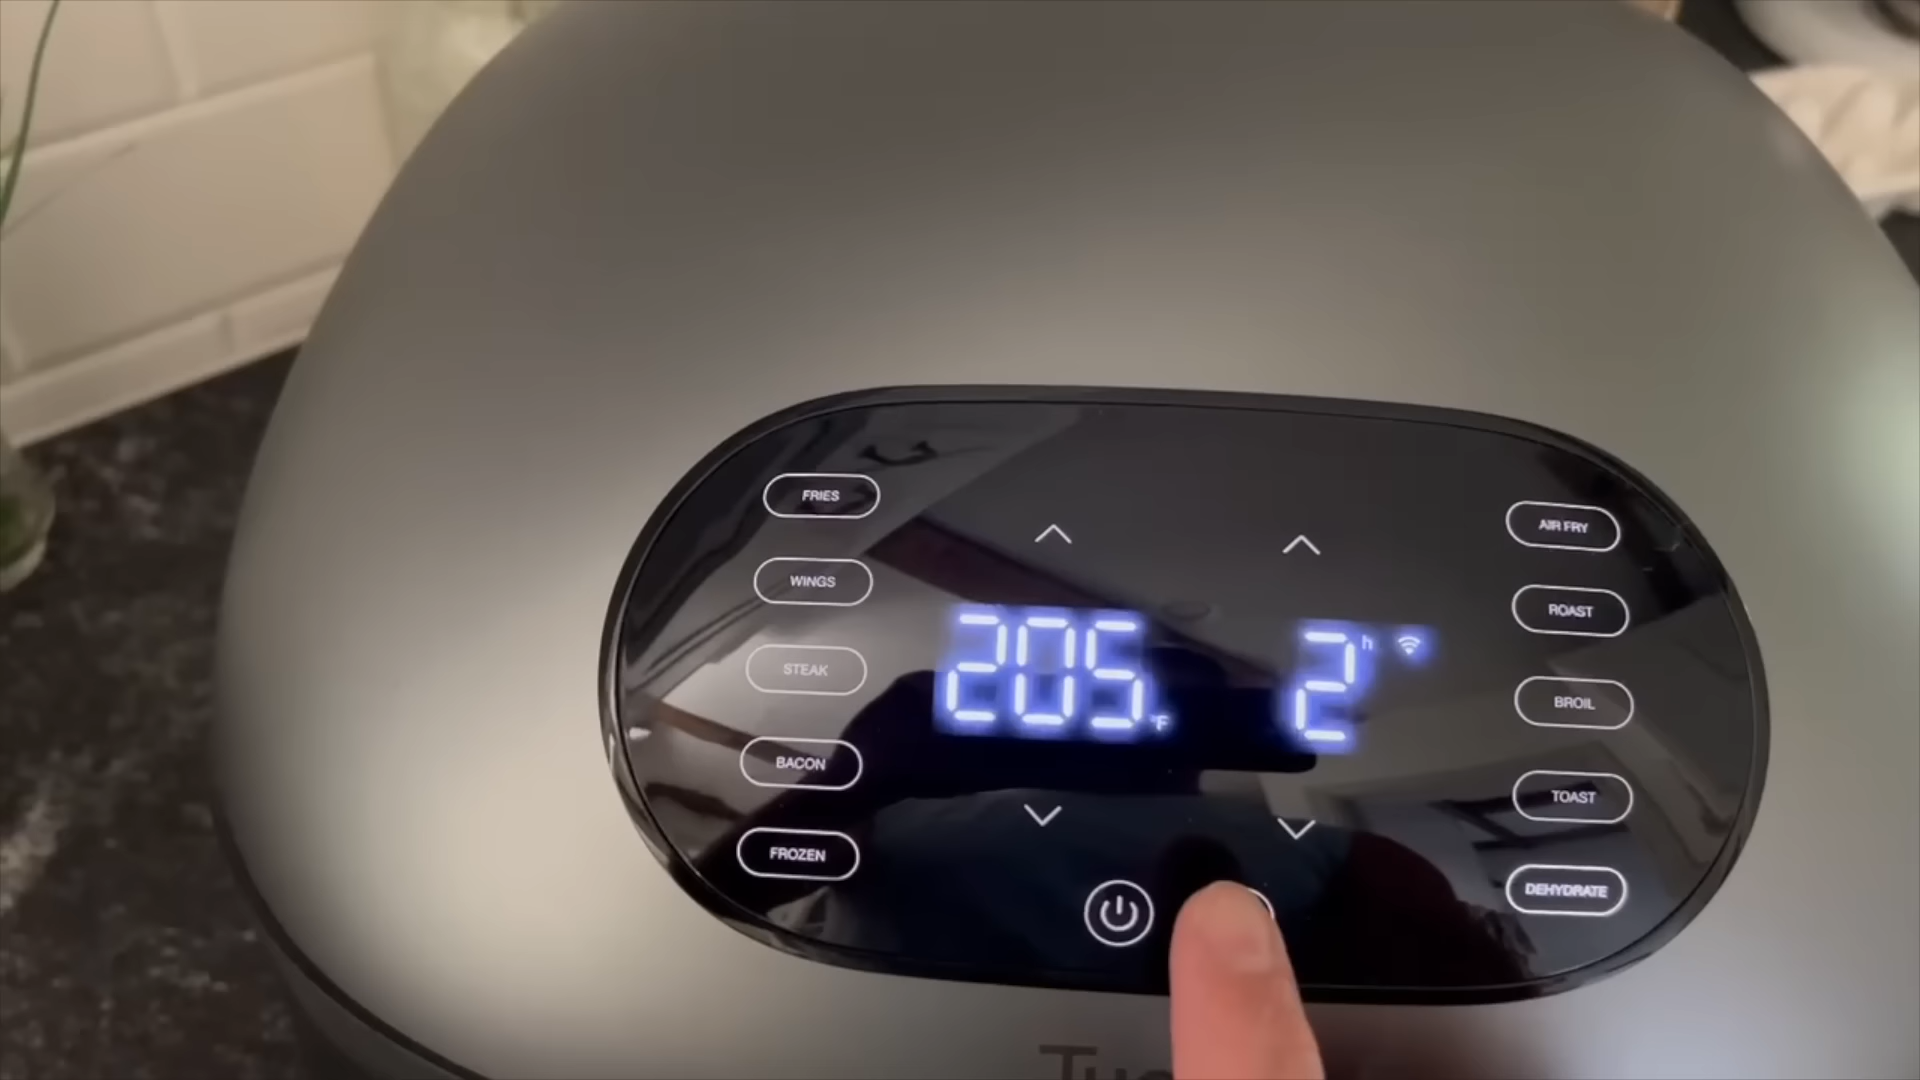 FRIES
WINGS
STEAK
BACON
FROZEN
205 °F
2 h
AIR FRY
ROAST
BROIL
TOAST
DEHYDRATE